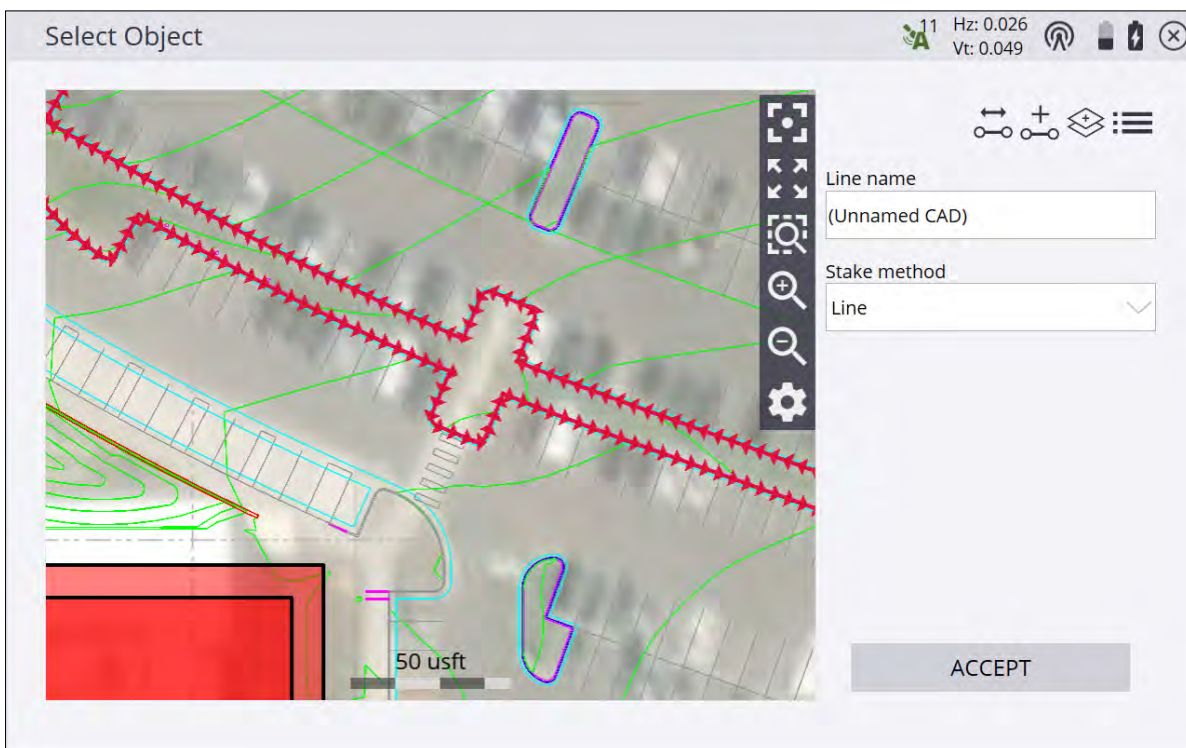 Select Object
A
11
Hz: 0.026
Vt: 0.049
Line name
(Unnamed CAD)
Stake method
Line
50 usft
ACCEPT